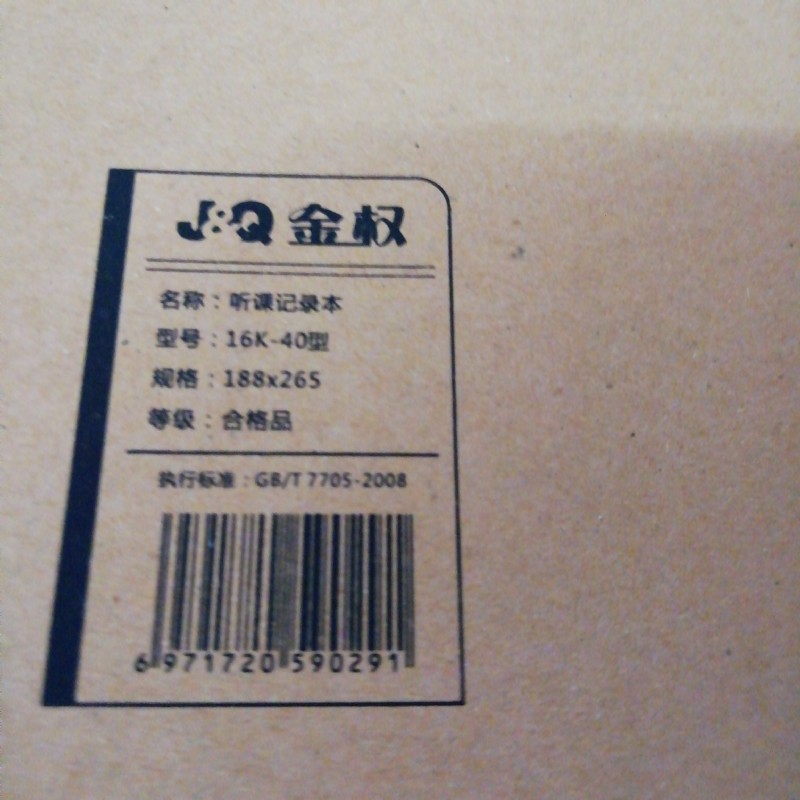 J:Q 金权
名称：听课记录本
型号：16K-40型
规格：188x265
等级：合格品
执行标准：GB/T 7705-2008
6 971720 590291